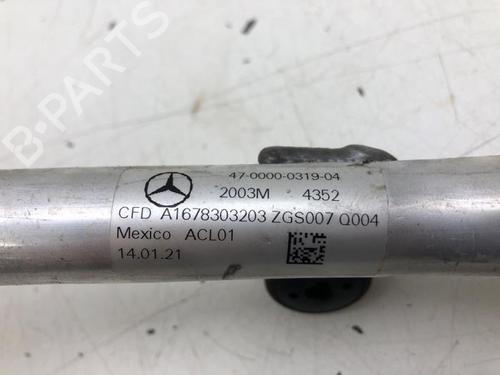 B-PARTS
47-0000-0319-04
2003M 4352
CFD A1678303203 ZGS007 Q004
Mexico ACL01
14.01.21